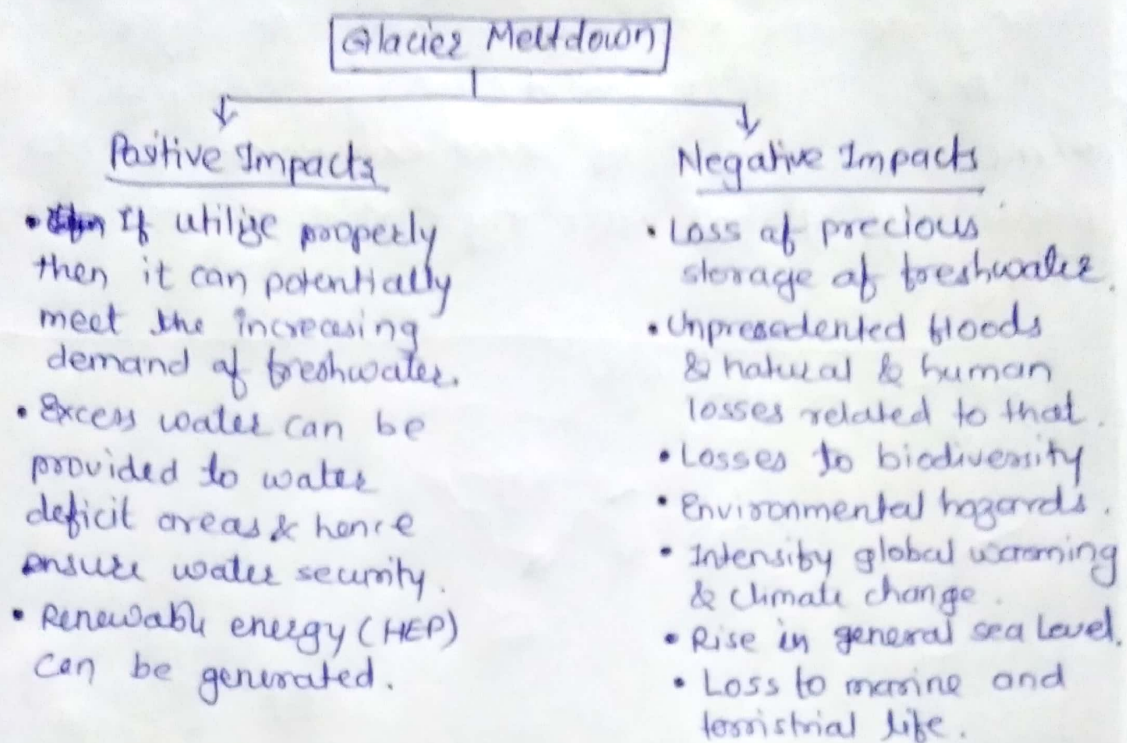 Glacier Meltdown
Positive Impacts
• If utilize properly
then it can potentially
meet the increasing
demand of freshwater.
• Excess water can be
provided to water
deficit areas & hence
ensure water security.
• Renewable energy (HEP)
can be generated.
Negative Impacts
• Loss of precious
storage of freshwater.
• Unpresedented floods
& natural & human
losses related to that.
• Losses to biodiversity
• Environmental hazards.
• Intensify global warming
& climate change.
• Rise in general sea level.
• Loss to marine and
terristrial life.